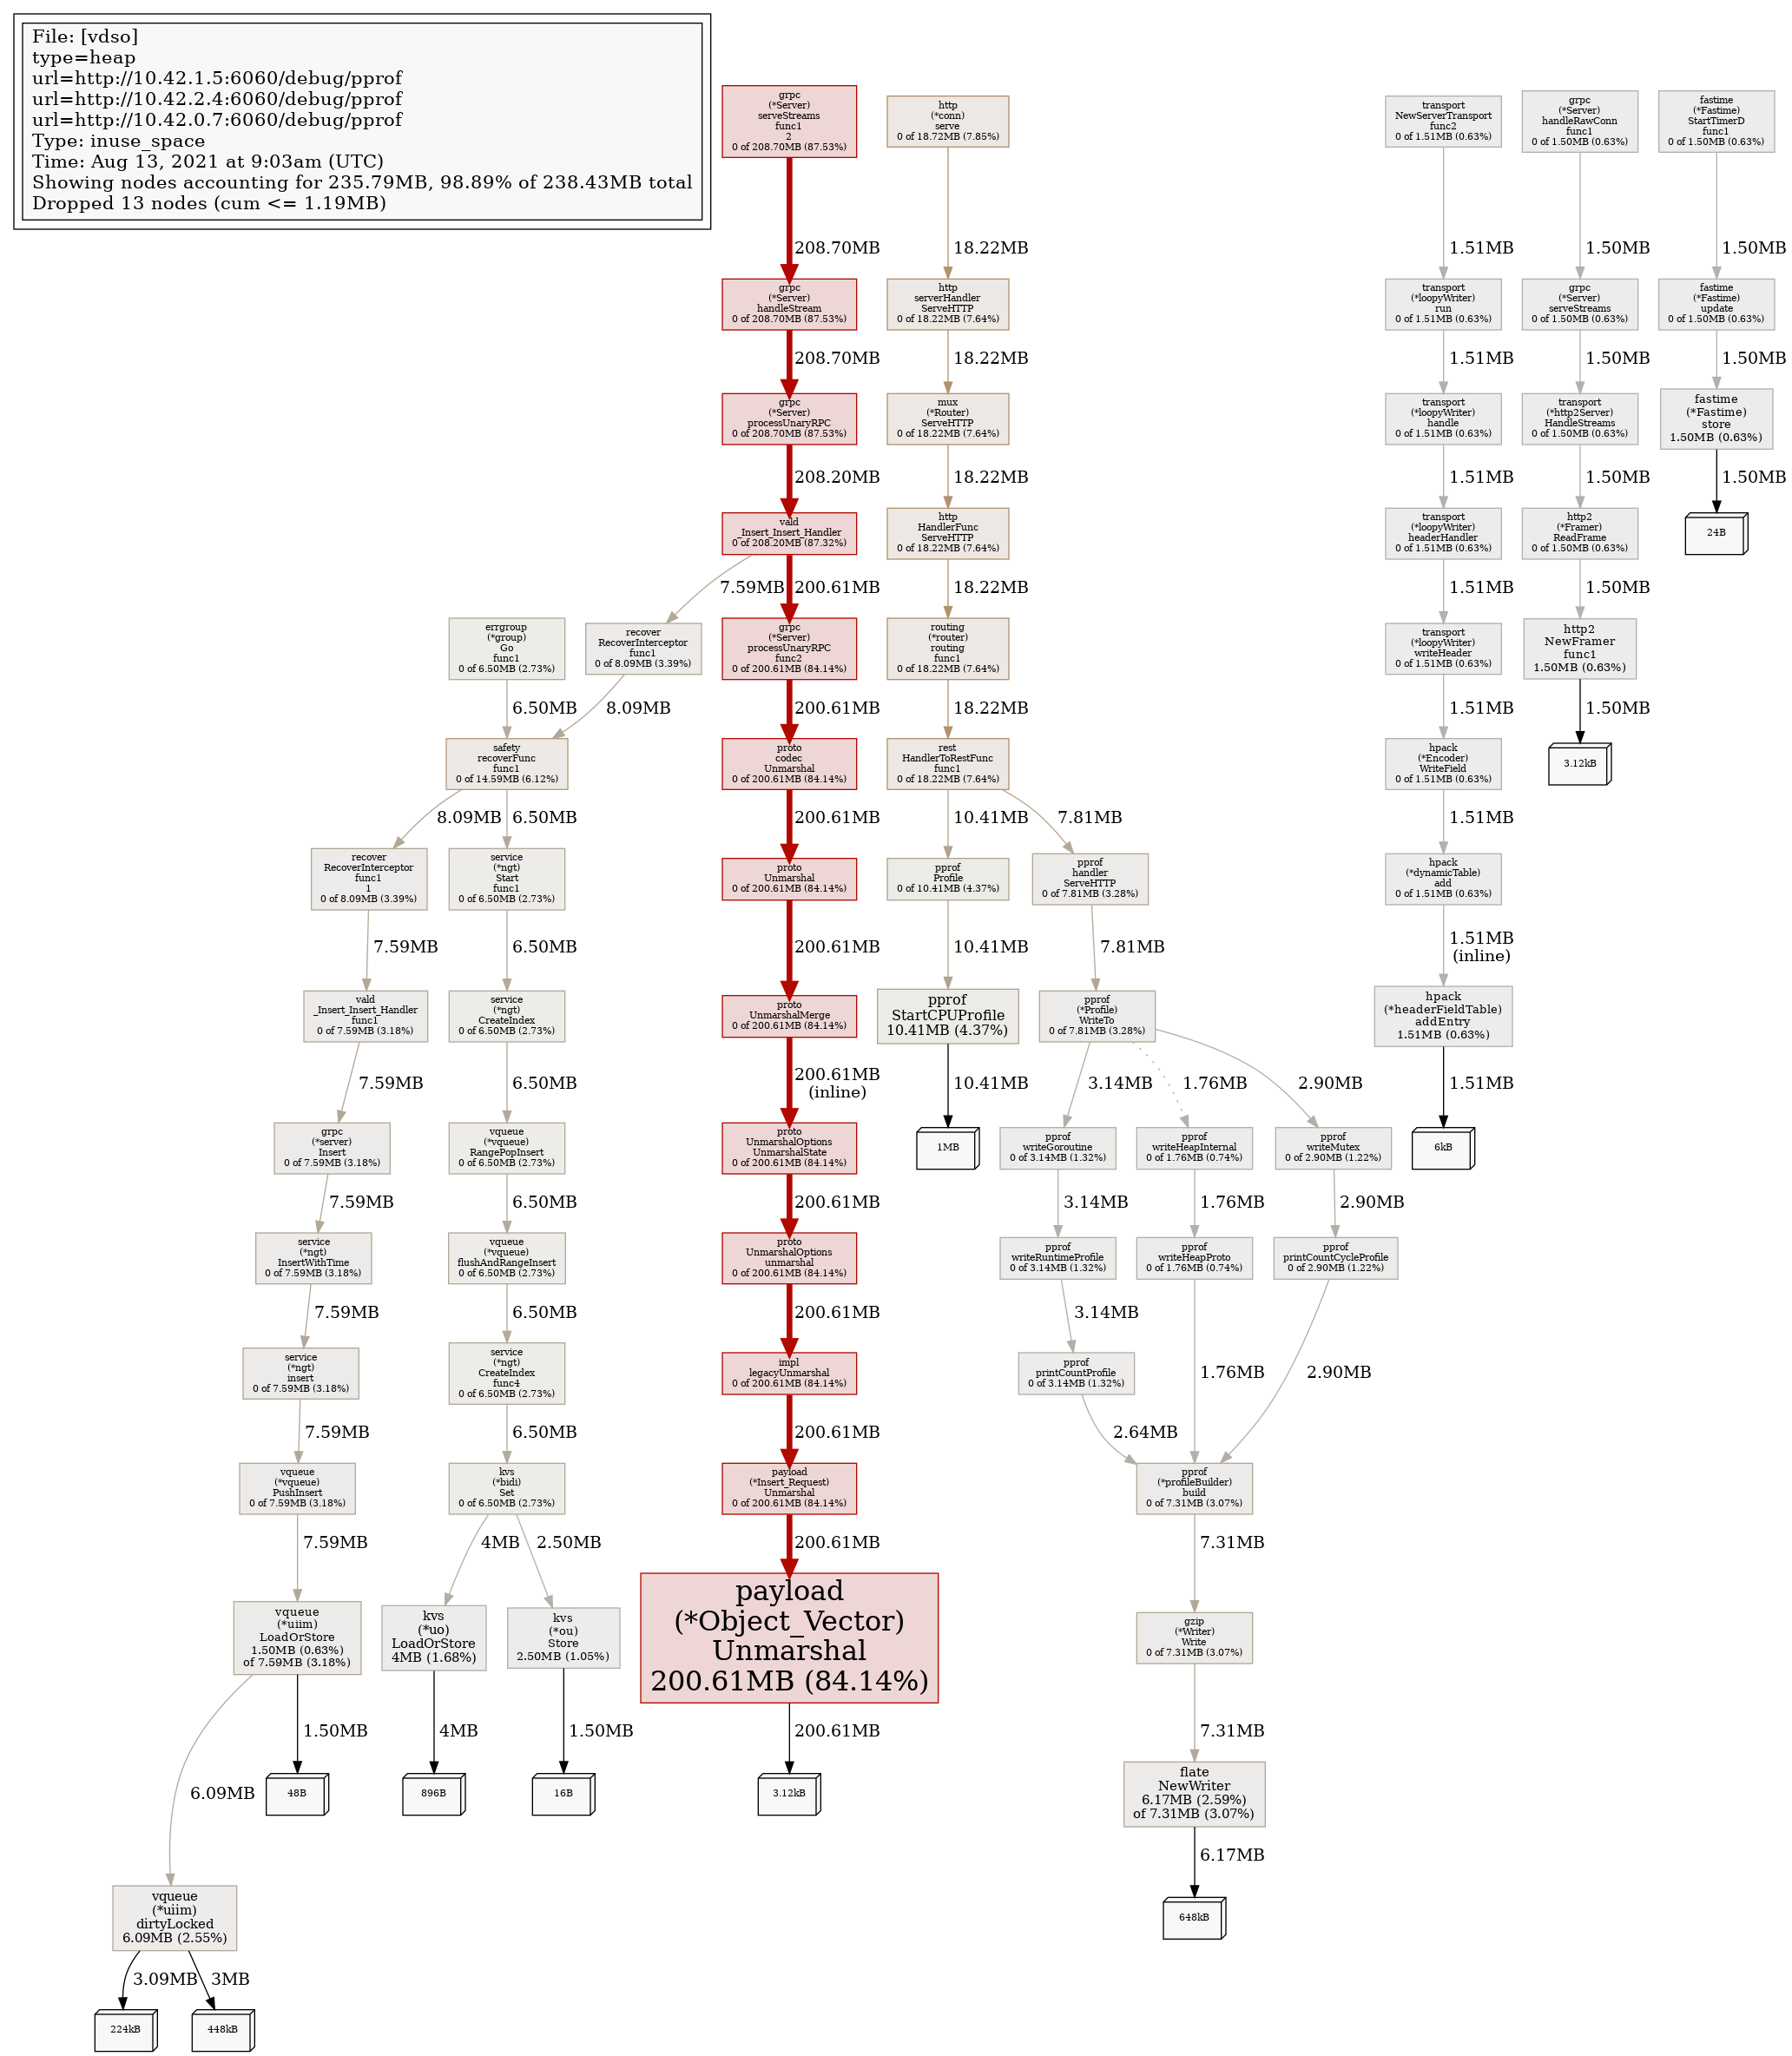 File: [vdso]
type=heap
url=http://10.42.1.5:6060/debug/pprof
url=http://10.42.2.4:6060/debug/pprof
url=http://10.42.0.7:6060/debug/pprof
Type: inuse_space
Time: Aug 13, 2021 at 9:03am (UTC)
Showing nodes accounting for 235.79MB, 98.89% of 238.43MB total
Dropped 13 nodes (cum <= 1.19MB)
grpc
(*Server)
serveStreams
func1
2
0 of 208.70MB (87.53%)
208.70MB
grpc
(*Server)
handleStream
0 of 208.70MB (87.53%)
208.70MB
grpc
(*Server)
processUnaryRPC
0 of 208.70MB (87.53%)
208.20MB
vald
_Insert_Insert_Handler
0 of 208.20MB (87.32%)
7.59MB
200.61MB
errgroup
(*group)
Go
func1
0 of 6.50MB (2.73%)
6.50MB
recover
RecoverInterceptor
func1
0 of 8.09MB (3.39%)
8.09MB
safety
recoverFunc
func1
0 of 14.59MB (6.12%)
8.09MB
6.50MB
recover
RecoverInterceptor
func1
1
0 of 8.09MB (3.39%)
7.59MB
vald
_Insert_Insert_Handler
func1
0 of 7.59MB (3.18%)
7.59MB
grpc
(*server)
Insert
0 of 7.59MB (3.18%)
7.59MB
service
(*ngt)
InsertWithTime
0 of 7.59MB (3.18%)
7.59MB
service
(*ngt)
insert
0 of 7.59MB (3.18%)
7.59MB
vqueue
(*vqueue)
PushInsert
0 of 7.59MB (3.18%)
7.59MB
vqueue
(*uiim)
LoadOrStore
1.50MB (0.63%)
of 7.59MB (3.18%)
6.09MB
1.50MB
48B
vqueue
(*uiim)
dirtyLocked
6.09MB (2.55%)
3.09MB
3MB
224kB
448kB
service
(*ngt)
Start
func1
0 of 6.50MB (2.73%)
6.50MB
service
(*ngt)
CreateIndex
0 of 6.50MB (2.73%)
6.50MB
vqueue
(*vqueue)
RangePopInsert
0 of 6.50MB (2.73%)
6.50MB
vqueue
(*vqueue)
flushAndRangeInsert
0 of 6.50MB (2.73%)
6.50MB
service
(*ngt)
CreateIndex
func4
0 of 6.50MB (2.73%)
6.50MB
kvs
(*bidi)
Set
0 of 6.50MB (2.73%)
4MB
2.50MB
kvs
(*uo)
LoadOrStore
4MB (1.68%)
4MB
896B
kvs
(*ou)
Store
2.50MB (1.05%)
1.50MB
16B
grpc
(*Server)
processUnaryRPC
func2
0 of 200.61MB (84.14%)
200.61MB
proto
codec
Unmarshal
0 of 200.61MB (84.14%)
200.61MB
proto
Unmarshal
0 of 200.61MB (84.14%)
200.61MB
proto
UnmarshalMerge
0 of 200.61MB (84.14%)
200.61MB
(inline)
proto
UnmarshalOptions
UnmarshalState
0 of 200.61MB (84.14%)
200.61MB
proto
UnmarshalOptions
unmarshal
0 of 200.61MB (84.14%)
200.61MB
impl
legacyUnmarshal
0 of 200.61MB (84.14%)
200.61MB
payload
(*Insert_Request)
Unmarshal
0 of 200.61MB (84.14%)
200.61MB
payload
(*Object_Vector)
Unmarshal
200.61MB (84.14%)
200.61MB
3.12kB
http
(*conn)
serve
0 of 18.72MB (7.85%)
18.22MB
http
serverHandler
ServeHTTP
0 of 18.22MB (7.64%)
18.22MB
mux
(*Router)
ServeHTTP
0 of 18.22MB (7.64%)
18.22MB
http
HandlerFunc
ServeHTTP
0 of 18.22MB (7.64%)
18.22MB
routing
(*router)
routing
func1
0 of 18.22MB (7.64%)
18.22MB
rest
HandlerToRestFunc
func1
0 of 18.22MB (7.64%)
10.41MB
7.81MB
pprof
Profile
0 of 10.41MB (4.37%)
10.41MB
pprof
StartCPUProfile
10.41MB (4.37%)
10.41MB
1MB
pprof
handler
ServeHTTP
0 of 7.81MB (3.28%)
7.81MB
pprof
(*Profile)
WriteTo
0 of 7.81MB (3.28%)
3.14MB
1.76MB
2.90MB
pprof
writeGoroutine
0 of 3.14MB (1.32%)
3.14MB
pprof
writeRuntimeProfile
0 of 3.14MB (1.32%)
3.14MB
pprof
printCountProfile
0 of 3.14MB (1.32%)
2.64MB
pprof
writeHeapInternal
0 of 1.76MB (0.74%)
1.76MB
pprof
writeHeapProto
0 of 1.76MB (0.74%)
1.76MB
pprof
writeMutex
0 of 2.90MB (1.22%)
2.90MB
pprof
printCountCycleProfile
0 of 2.90MB (1.22%)
2.90MB
pprof
(*profileBuilder)
build
0 of 7.31MB (3.07%)
7.31MB
gzip
(*Writer)
Write
0 of 7.31MB (3.07%)
7.31MB
flate
NewWriter
6.17MB (2.59%)
of 7.31MB (3.07%)
6.17MB
648kB
transport
NewServerTransport
func2
0 of 1.51MB (0.63%)
1.51MB
transport
(*loopyWriter)
run
0 of 1.51MB (0.63%)
1.51MB
transport
(*loopyWriter)
handle
0 of 1.51MB (0.63%)
1.51MB
transport
(*loopyWriter)
headerHandler
0 of 1.51MB (0.63%)
1.51MB
transport
(*loopyWriter)
writeHeader
0 of 1.51MB (0.63%)
1.51MB
hpack
(*Encoder)
WriteField
0 of 1.51MB (0.63%)
1.51MB
hpack
(*dynamicTable)
add
0 of 1.51MB (0.63%)
1.51MB
(inline)
hpack
(*headerFieldTable)
addEntry
1.51MB (0.63%)
1.51MB
6kB
grpc
(*Server)
handleRawConn
func1
0 of 1.50MB (0.63%)
1.50MB
grpc
(*Server)
serveStreams
0 of 1.50MB (0.63%)
1.50MB
transport
(*http2Server)
HandleStreams
0 of 1.50MB (0.63%)
1.50MB
http2
(*Framer)
ReadFrame
0 of 1.50MB (0.63%)
1.50MB
http2
NewFramer
func1
1.50MB (0.63%)
1.50MB
3.12kB
fastime
(*Fastime)
StartTimerD
func1
0 of 1.50MB (0.63%)
1.50MB
fastime
(*Fastime)
update
0 of 1.50MB (0.63%)
1.50MB
fastime
(*Fastime)
store
1.50MB (0.63%)
1.50MB
24B